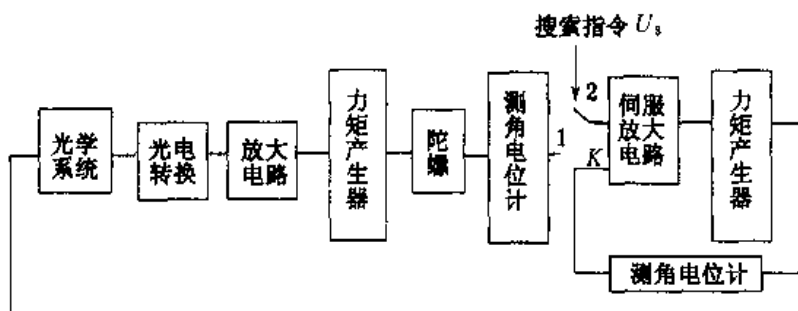 搜索指令 Us
光学
系统
光电
转换
放大
电路
力矩产生器
陀螺
测角电位计
1
2
K
伺服
放大
电路
力矩产生器
测角电位计